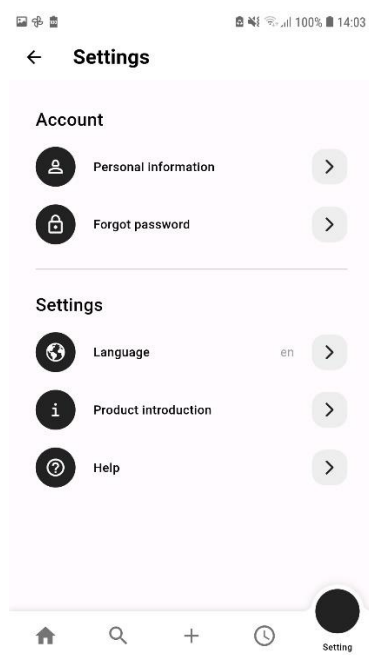 100% 14:03
Settings
Account
Personal information
Forgot password
Settings
Language en
Product introduction
Help
Setting